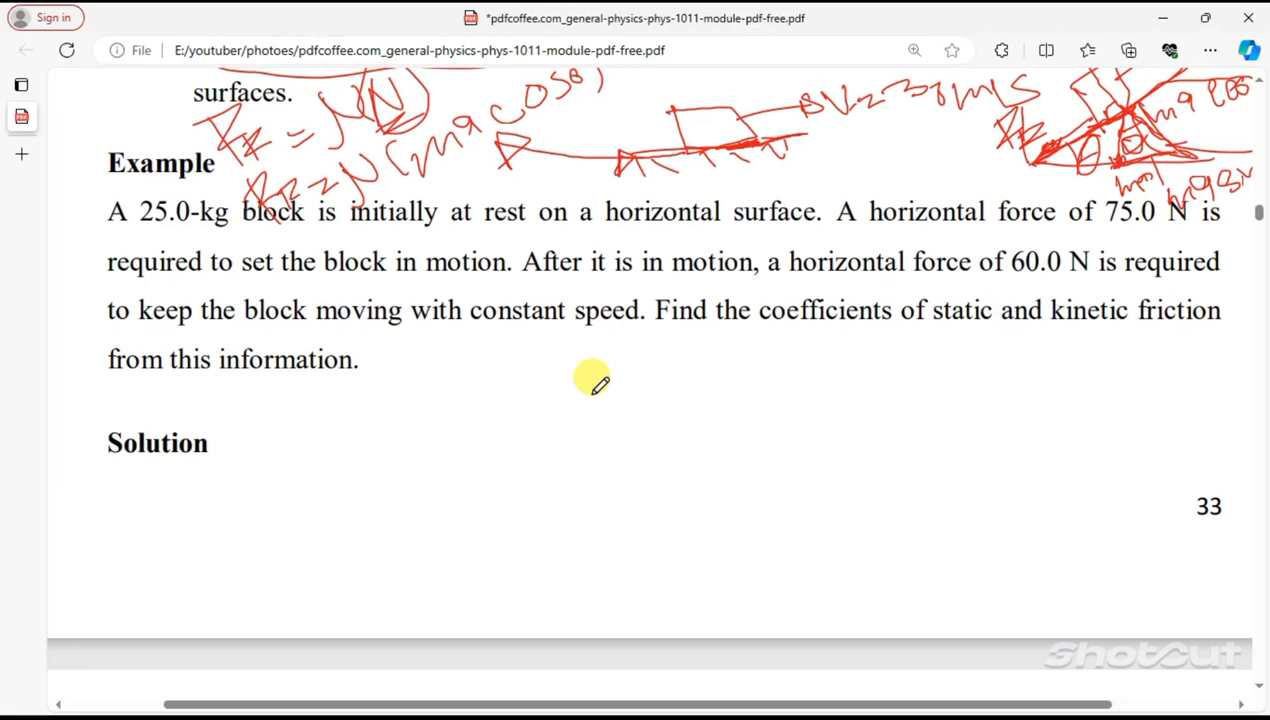 Sign in
*pdfcoffee.com_general-physics-phys-1011-module-pdf-free.pdf
File
E:/youtuber/photoes/pdfcoffee.com_general-physics-phys-1011-module-pdf-free.pdf
surfaces.
Example
A 25.0-kg block is initially at rest on a horizontal surface. A horizontal force of 75.0 N is
required to set the block in motion. After it is in motion, a horizontal force of 60.0 N is required
to keep the block moving with constant speed. Find the coefficients of static and kinetic friction
from this information.
Solution
33
ShotCut